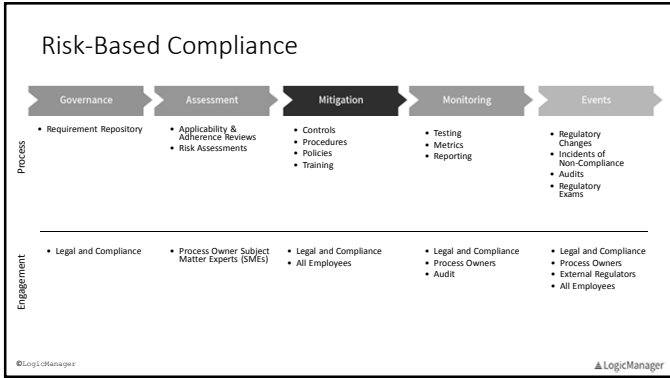 Risk-Based Compliance
Governance
Assessment
Mitigation
Monitoring
Events
Process
• Requirement Repository
• Applicability &
Adherence Reviews
• Risk Assessments
• Controls
• Procedures
• Policies
• Training
• Testing
• Metrics
• Reporting
• Regulatory
Changes
• Incidents of
Non-Compliance
• Audits
• Regulatory
Exams
Engagement
• Legal and Compliance
• Process Owner Subject
Matter Experts (SMEs)
• Legal and Compliance
• All Employees
• Legal and Compliance
• Process Owners
• Audit
• Legal and Compliance
• Process Owners
• External Regulators
• All Employees
©LogicManager
LogicManager